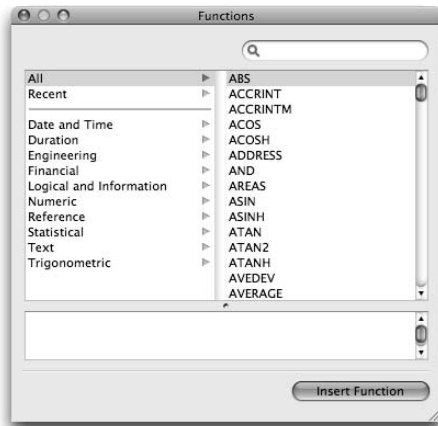 Functions
All
Recent
Date and Time
Duration
Engineering
Financial
Logical and Information
Numeric
Reference
Statistical
Text
Trigonometric
ABS
ACCRINT
ACCRINTM
ACOS
ACOSH
ADDRESS
AND
AREAS
ASIN
ASINH
ATAN
ATAN2
ATANH
AVEDEV
AVERAGE
Insert Function